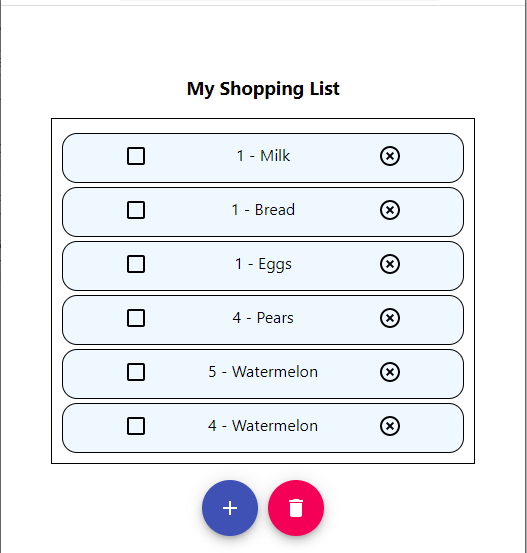 My Shopping List
1 - Milk
1 - Bread
1 - Eggs
4 - Pears
5 - Watermelon
4 - Watermelon